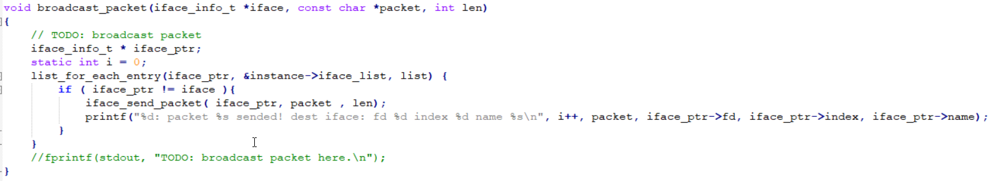 void broadcast_packet(iface_info_t *iface, const char *packet, int len)
{
    // TODO: broadcast packet
    iface_info_t * iface_ptr;
    static int i = 0;
    list_for_each_entry(iface_ptr, &instance->iface_list, list) {
        if ( iface_ptr != iface ){
            iface_send_packet( iface_ptr, packet , len);
            printf("%d: packet %s sended! dest iface: fd %d index %d name %s\n", i++, packet, iface_ptr->fd, iface_ptr->index, iface_ptr->name);
        }
    }
    //fprintf(stdout, "TODO: broadcast packet here.\n");
}